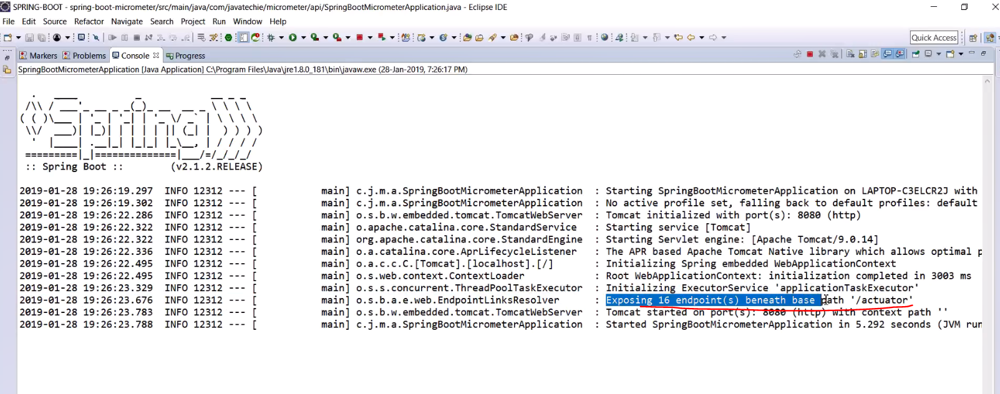 SPRING-BOOT - spring-boot-micrometer/src/main/java/com/javatechie/micrometer/api/SpringBootMicrometerApplication.java - Eclipse IDE
File Edit Source Refactor Navigate Search Project Run Window Help
Quick Access
Markers Problems Console Progress
SpringBootMicrometerApplication [Java Application] C:\Program Files\Java\jre1.8.0_181\bin\javaw.exe (28-Jan-2019, 7:26:17 PM)
Spring
:: Spring Boot :: (v2.1.2.RELEASE)
2019-01-28 19:26:19.297 INFO 12312 --- [ main] c.j.m.a.SpringBootMicrometerApplication : Starting SpringBootMicrometerApplication on LAPTOP-C3ELCR2J with
2019-01-28 19:26:19.302 INFO 12312 --- [ main] c.j.m.a.SpringBootMicrometerApplication : No active profile set, falling back to default profiles: default
2019-01-28 19:26:22.286 INFO 12312 --- [ main] o.s.b.w.embedded.tomcat.TomcatWebServer : Tomcat initialized with port(s): 8080 (http)
2019-01-28 19:26:22.322 INFO 12312 --- [ main] o.apache.catalina.core.StandardService : Starting service [Tomcat]
2019-01-28 19:26:22.322 INFO 12312 --- [ main] org.apache.catalina.core.StandardEngine : Starting Servlet engine: [Apache Tomcat/9.0.14]
2019-01-28 19:26:22.336 INFO 12312 --- [ main] o.a.catalina.core.AprLifecycleListener : The APR based Apache Tomcat Native library which allows optimal p
2019-01-28 19:26:22.495 INFO 12312 --- [ main] o.a.c.c.C.[Tomcat].[localhost].[/] : Initializing Spring embedded WebApplicationContext
2019-01-28 19:26:22.495 INFO 12312 --- [ main] o.s.web.context.ContextLoader : Root WebApplicationContext: initialization completed in 3003 ms
2019-01-28 19:26:23.329 INFO 12312 --- [ main] o.s.s.concurrent.ThreadPoolTaskExecutor : Initializing ExecutorService 'applicationTaskExecutor'
2019-01-28 19:26:23.676 INFO 12312 --- [ main] o.s.b.a.e.web.EndpointLinksResolver : Exposing 16 endpoint(s) beneath base path '/actuator'
2019-01-28 19:26:23.783 INFO 12312 --- [ main] o.s.b.w.embedded.tomcat.TomcatWebServer : Tomcat started on port(s): 8080 (http) with context path ''
2019-01-28 19:26:23.788 INFO 12312 --- [ main] c.j.m.a.SpringBootMicrometerApplication : Started SpringBootMicrometerApplication in 5.292 seconds (JVM run